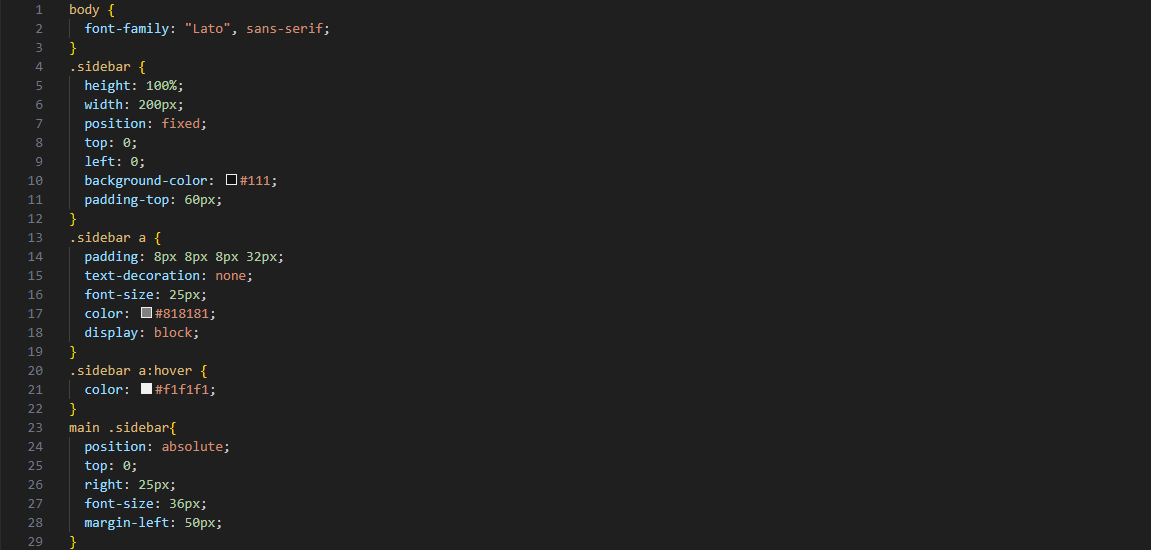 1 body {
2 font-family: "Lato", sans-serif;
3 }
4 .sidebar {
5 height: 100%;
6 width: 200px;
7 position: fixed;
8 top: 0;
9 left: 0;
10 background-color: #111;
11 padding-top: 60px;
12 }
13 .sidebar a {
14 padding: 8px 8px 8px 32px;
15 text-decoration: none;
16 font-size: 25px;
17 color: #818181;
18 display: block;
19 }
20 .sidebar a:hover {
21 color: #f1f1f1;
22 }
23 main .sidebar{
24 position: absolute;
25 top: 0;
26 right: 25px;
27 font-size: 36px;
28 margin-left: 50px;
29 }